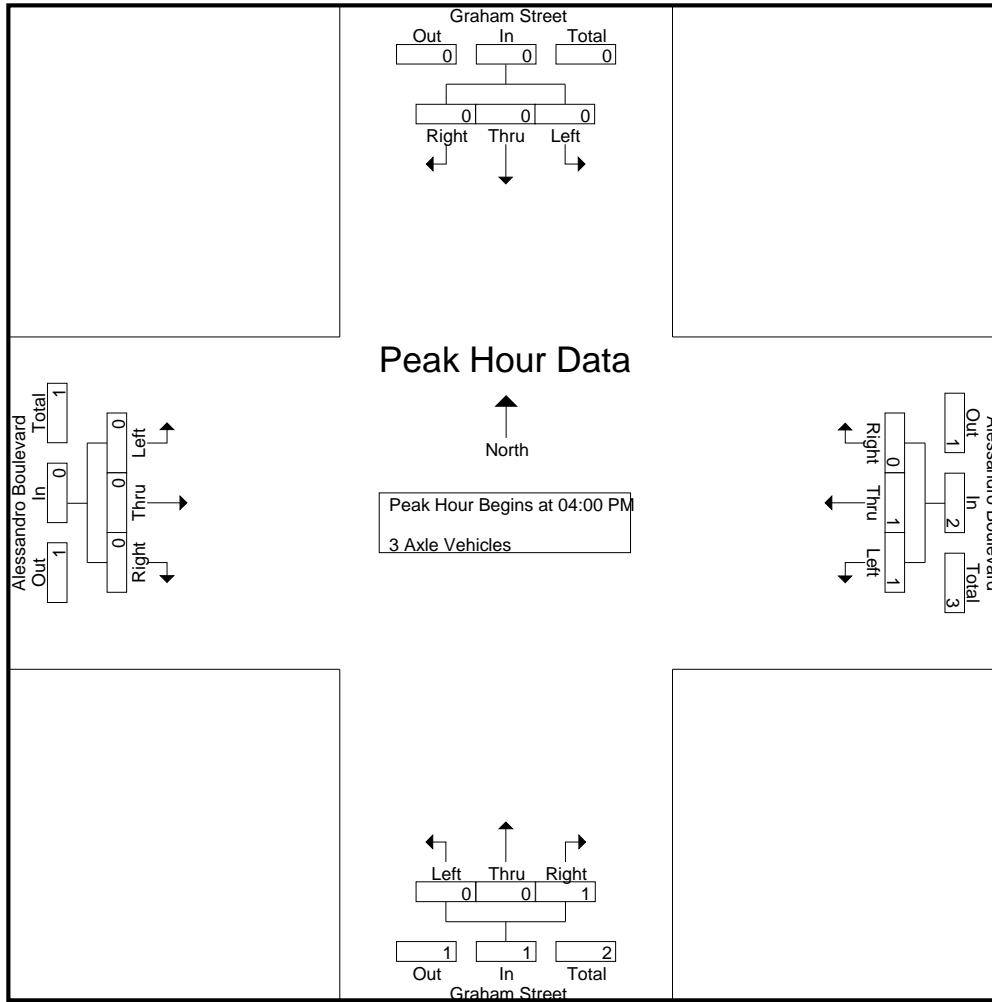 Graham Street
Out In Total
0 0 0
0 0 0
Right Thru Left
Peak Hour Data
North
Peak Hour Begins at 04:00 PM
3 Axle Vehicles
Alessandro Boulevard
Out In Total
1 0 1
0 0 0
Left Thru Right
Alessandro Boulevard
Out In Total
1 2 3
0 1 1
Right Thru Left
Left Thru Right
0 0 1
1 1 2
Out In Total
Graham Street